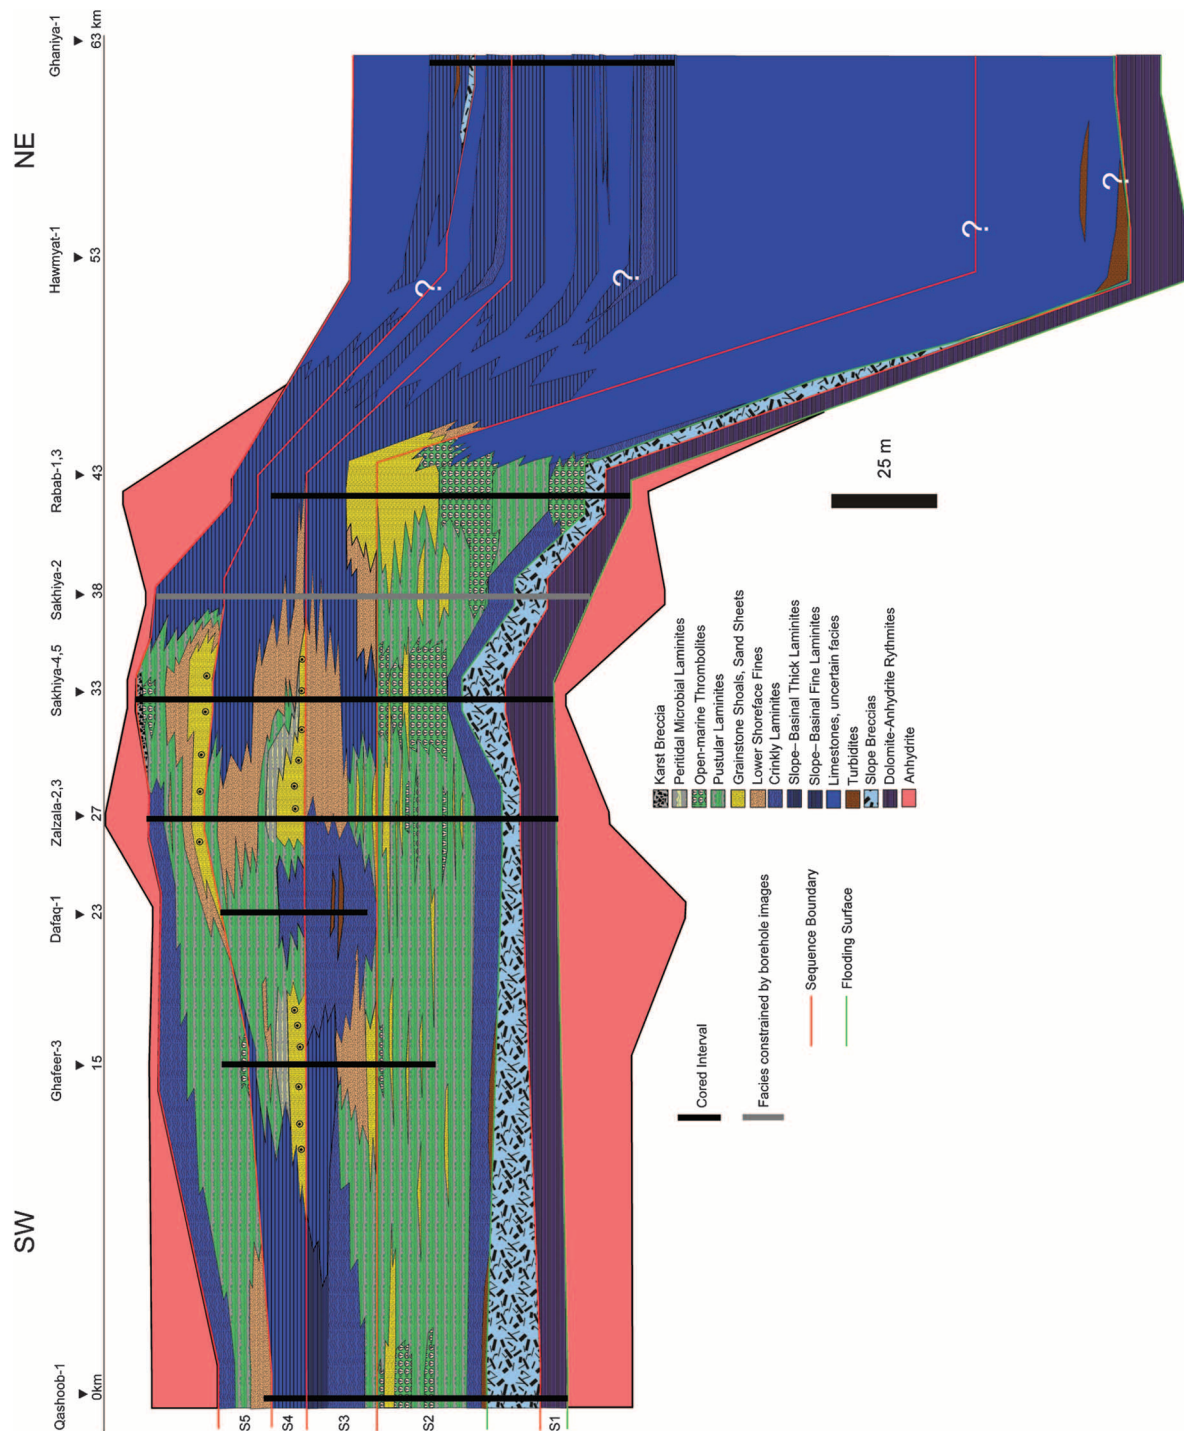 SW
NE
Qashoob-1
Ghafeer-3
Dafaq-1
Zalzala-2,3
Sakhiya-4,5
Sakhiya-2
Rabab-1,3
Hawmyat-1
Ghaniya-1
0km
15
23
27
33
38
43
53
63 km
S5
S4
S3
S2
S1
?
?
?
?
25 m
Cored Interval
Facies constrained by borehole images
Sequence Boundary
Flooding Surface
Karst Breccia
Peritidal Microbial Laminites
Open-marine Thrombolites
Pustular Laminites
Grainstone Shoals, Sand Sheets
Lower Shoreface Fines
Crinkly Laminites
Slope– Basinal Thick Laminites
Slope– Basinal Fine Laminites
Limestones, uncertain facies
Turbidites
Slope Breccias
Dolomite-Anhydrite Rythmites
Anhydrite